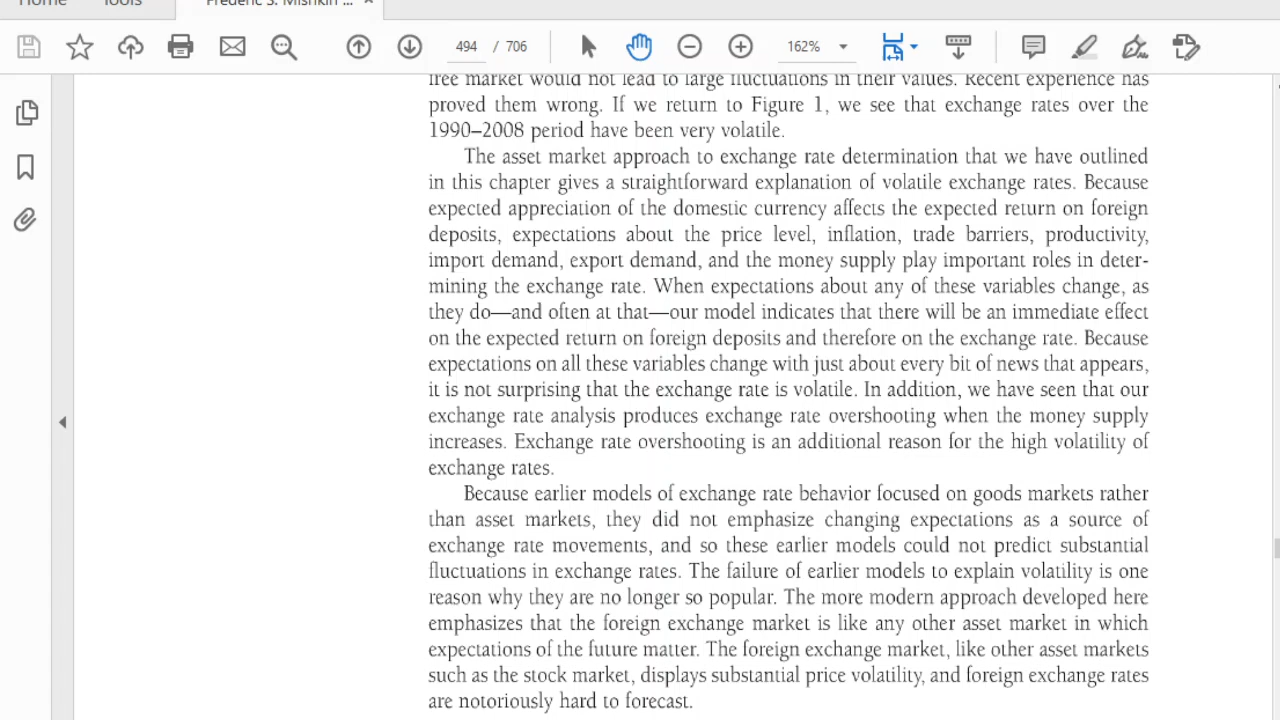 Home Tools Frederic S. Mishkin ...
494 / 706 162%
free market would not lead to large fluctuations in their values. Recent experience has
proved them wrong. If we return to Figure 1, we see that exchange rates over the
1990–2008 period have been very volatile.
The asset market approach to exchange rate determination that we have outlined
in this chapter gives a straightforward explanation of volatile exchange rates. Because
expected appreciation of the domestic currency affects the expected return on foreign
deposits, expectations about the price level, inflation, trade barriers, productivity,
import demand, export demand, and the money supply play important roles in deter-
mining the exchange rate. When expectations about any of these variables change, as
they do—and often at that—our model indicates that there will be an immediate effect
on the expected return on foreign deposits and therefore on the exchange rate. Because
expectations on all these variables change with just about every bit of news that appears,
it is not surprising that the exchange rate is volatile. In addition, we have seen that our
exchange rate analysis produces exchange rate overshooting when the money supply
increases. Exchange rate overshooting is an additional reason for the high volatility of
exchange rates.
Because earlier models of exchange rate behavior focused on goods markets rather
than asset markets, they did not emphasize changing expectations as a source of
exchange rate movements, and so these earlier models could not predict substantial
fluctuations in exchange rates. The failure of earlier models to explain volatility is one
reason why they are no longer so popular. The more modern approach developed here
emphasizes that the foreign exchange market is like any other asset market in which
expectations of the future matter. The foreign exchange market, like other asset markets
such as the stock market, displays substantial price volatility, and foreign exchange rates
are notoriously hard to forecast.